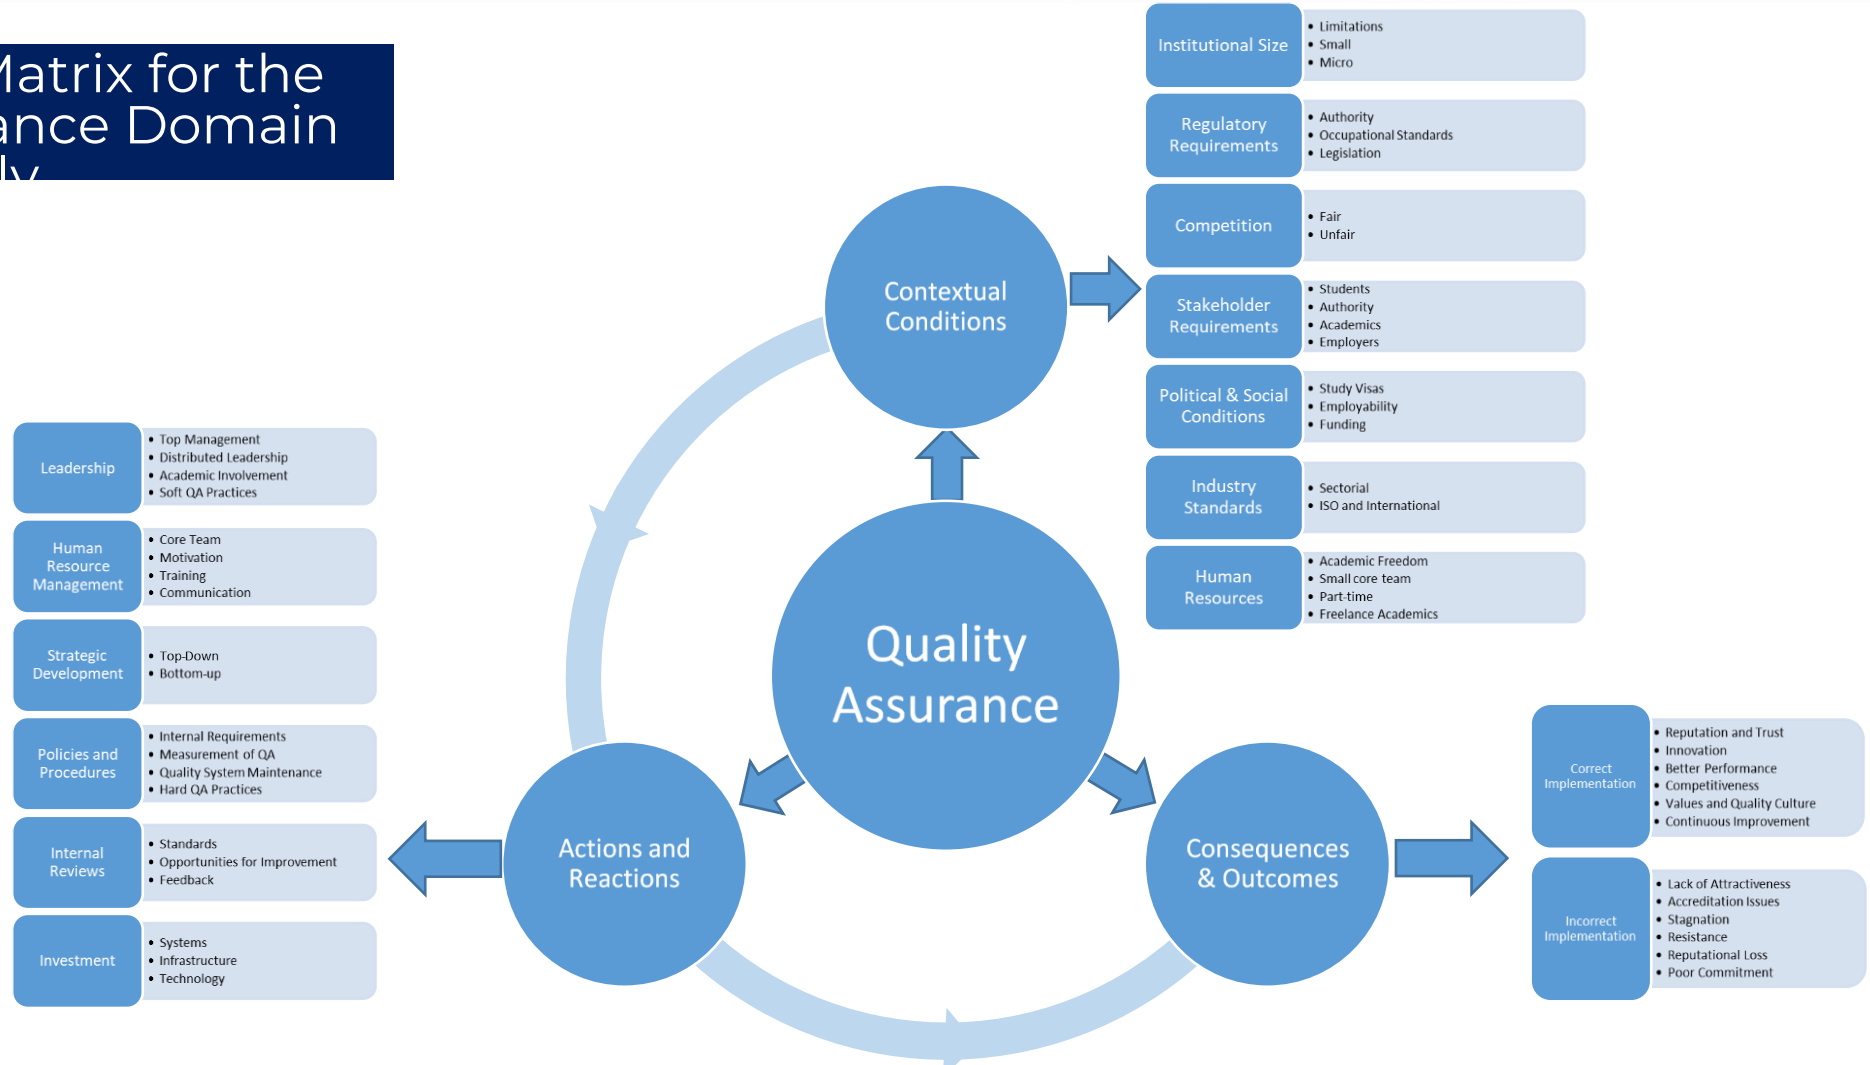 Matrix for the
ance Domain
ly
Institutional Size
• Limitations
• Small
• Micro
Regulatory
Requirements
• Authority
• Occupational Standards
• Legislation
Competition
• Fair
• Unfair
Stakeholder
Requirements
• Students
• Authority
• Academics
• Employers
Political & Social
Conditions
• Study Visas
• Employability
• Funding
Industry
Standards
• Sectorial
• ISO and International
Human
Resources
• Academic Freedom
• Small core team
• Part-time
• Freelance Academics
Contextual
Conditions
Quality
Assurance
Actions and
Reactions
Consequences
& Outcomes
Leadership
• Top Management
• Distributed Leadership
• Academic Involvement
• Soft QA Practices
Human
Resource
Management
• Core Team
• Motivation
• Training
• Communication
Strategic
Development
• Top-Down
• Bottom-up
Policies and
Procedures
• Internal Requirements
• Measurement of QA
• Quality System Maintenance
• Hard QA Practices
Internal
Reviews
• Standards
• Opportunities for Improvement
• Feedback
Investment
• Systems
• Infrastructure
• Technology
Correct
Implementation
• Reputation and Trust
• Innovation
• Better Performance
• Competitiveness
• Values and Quality Culture
• Continuous Improvement
Incorrect
Implementation
• Lack of Attractiveness
• Accreditation Issues
• Stagnation
• Resistance
• Reputational Loss
• Poor Commitment